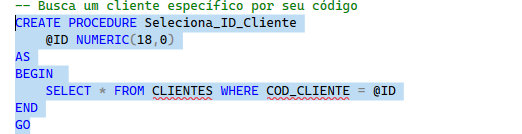 -- Busca um cliente especifico por seu código
CREATE PROCEDURE Seleciona_ID_Cliente
    @ID NUMERIC(18,0)
AS
BEGIN
    SELECT * FROM CLIENTES WHERE COD_CLIENTE = @ID
END
GO